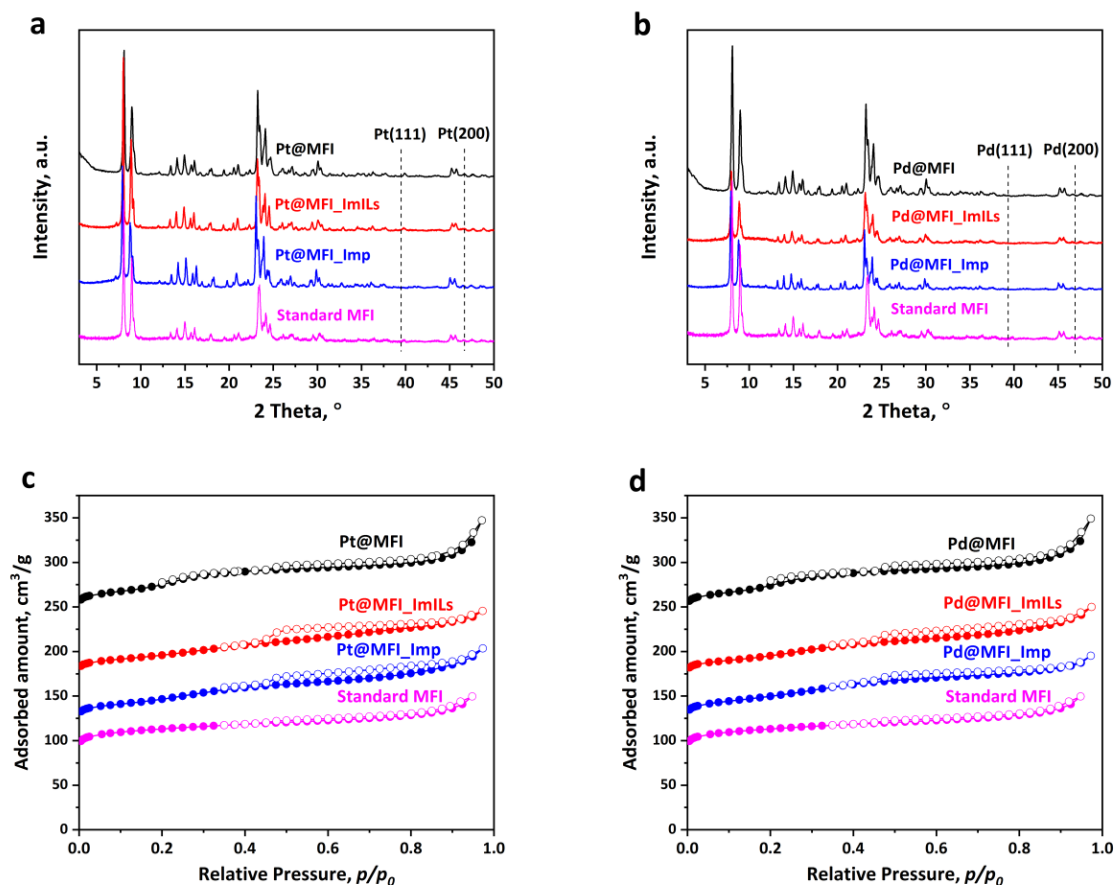 a
Intensity, a.u.
Pt(111)
Pt(200)
Pt@MFI
Pt@MFI_ImILs
Pt@MFI_Imp
Standard MFI
5 10 15 20 25 30 35 40 45 50
2 Theta, °
b
Intensity, a.u.
Pd(111)
Pd(200)
Pd@MFI
Pd@MFI_ImILs
Pd@MFI_Imp
Standard MFI
5 10 15 20 25 30 35 40 45 50
2 Theta, °
c
Adsorbed amount, cm³/g
350
300
250
200
150
100
50
0
Pt@MFI
Pt@MFI_ImILs
Pt@MFI_Imp
Standard MFI
0.0 0.2 0.4 0.6 0.8 1.0
Relative Pressure, p/p₀
d
Adsorbed amount, cm³/g
350
300
250
200
150
100
50
0
Pd@MFI
Pd@MFI_ImILs
Pd@MFI_Imp
Standard MFI
0.0 0.2 0.4 0.6 0.8 1.0
Relative Pressure, p/p₀